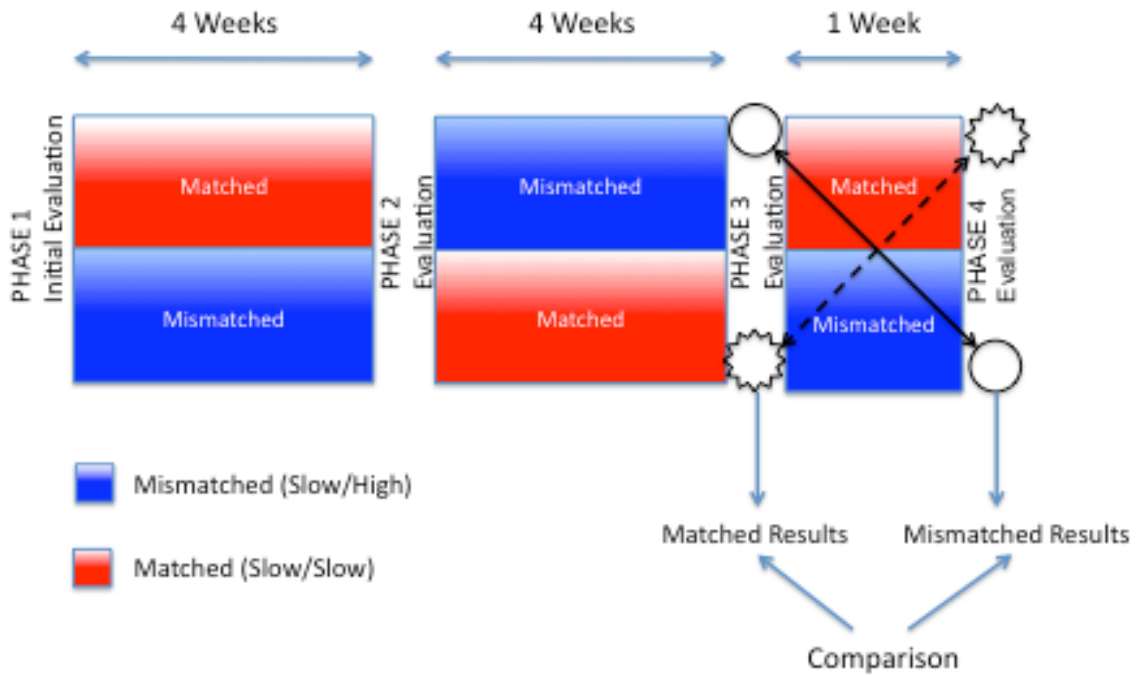 4 Weeks
4 Weeks
1 Week
PHASE 1
Initial Evaluation
Matched
Mismatched
PHASE 2
Evaluation
Mismatched
Matched
PHASE 3
Evaluation
Matched
Mismatched
PHASE 4
Evaluation
Mismatched (Slow/High)
Matched (Slow/Slow)
Matched Results
Mismatched Results
Comparison